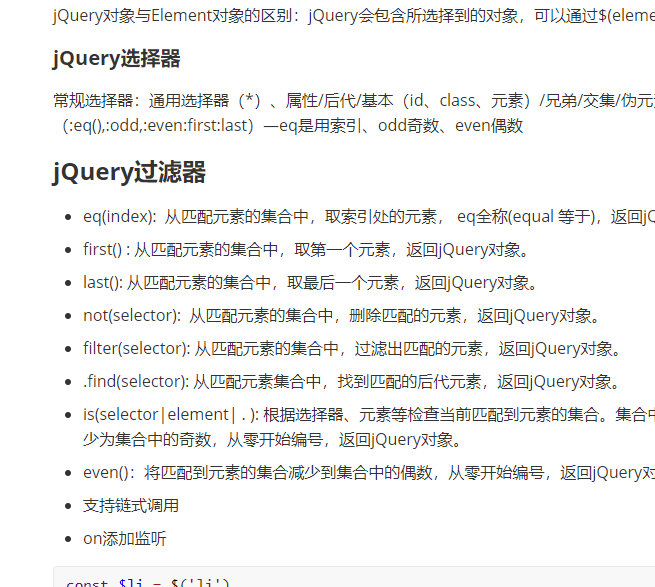 jQuery对象与Element对象的区别：jQuery会包含所选择到的对象，可以通过$(eleme
jQuery选择器
常规选择器：通用选择器（*）、属性/后代/基本（id、class、元素）/兄弟/交集/伪元
（:eq(),:odd,:even:first:last）—eq是用索引、odd奇数、even偶数
jQuery过滤器
eq(index): 从匹配元素的集合中，取索引处的元素， eq全称(equal 等于)，返回jQ
first() : 从匹配元素的集合中，取第一个元素，返回jQuery对象。
last(): 从匹配元素的集合中，取最后一个元素，返回jQuery对象。
not(selector): 从匹配元素的集合中，删除匹配的元素，返回jQuery对象。
filter(selector): 从匹配元素的集合中，过滤出匹配的元素，返回jQuery对象。
.find(selector): 从匹配元素集合中，找到匹配的后代元素，返回jQuery对象。
is(selector|element| . ): 根据选择器、元素等检查当前匹配到元素的集合。集合中
少为集合中的奇数，从零开始编号，返回jQuery对象。
even()：将匹配到元素的集合减少到集合中的偶数，从零开始编号，返回jQuery对
支持链式调用
on添加监听
const $li = $('li')